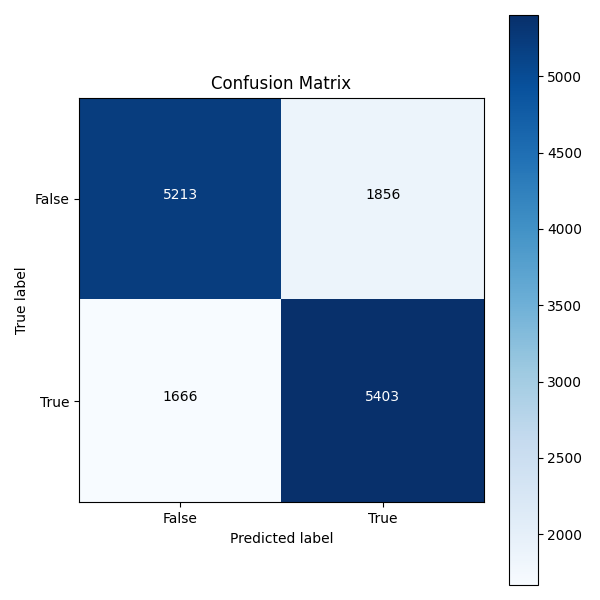 Confusion Matrix
True label
False
5213
1856
True
1666
5403
False
True
Predicted label
5000
4500
4000
3500
3000
2500
2000